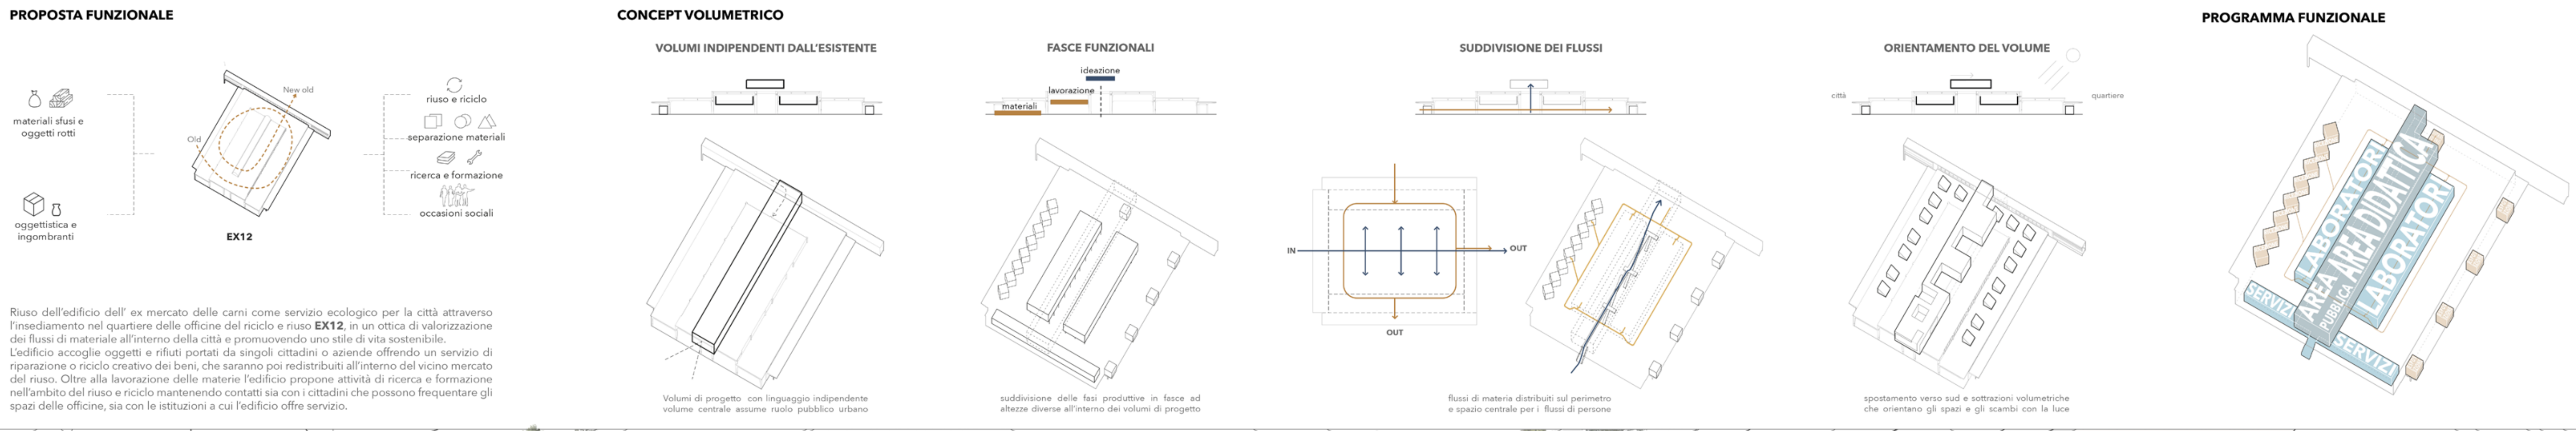 PROPOSTA FUNZIONALE
materiali sfusi e
oggetti rotti
oggettistica e
ingombranti
New old
Old
EX12
riuso e riciclo
separazione materiali
ricerca e formazione
occasioni sociali
Riuso dell'edificio dell' ex mercato delle carni come servizio ecologico per la città attraverso
l'insediamento nel quartiere delle officine del riciclo e riuso EX12, in un ottica di valorizzazione
dei flussi di materiale all'interno della città e promuovendo uno stile di vita sostenibile.
L'edificio accoglie oggetti e rifiuti portati da singoli cittadini o aziende offrendo un servizio di
riparazione o riciclo creativo dei beni, che saranno poi redistribuiti all'interno del vicino mercato
del riuso. Oltre alla lavorazione delle materie l'edificio propone attività di ricerca e formazione
nell'ambito del riuso e riciclo mantenendo contatti sia con i cittadini che possono frequentare gli
spazi delle officine, sia con le istituzioni a cui l'edificio offre servizio.
CONCEPT VOLUMETRICO
VOLUMI INDIPENDENTI DALL'ESISTENTE
Volumi di progetto con linguaggio indipendente
volume centrale assume ruolo pubblico urbano
FASCE FUNZIONALI
ideazione
lavorazione
materiali
suddivisione delle fasi produttive in fasce ad
altezze diverse all'interno dei volumi di progetto
SUDDIVISIONE DEI FLUSSI
IN
OUT
OUT
flussi di materia distribuiti sul perimetro
e spazio centrale per i flussi di persone
ORIENTAMENTO DEL VOLUME
città
quartiere
spostamento verso sud e sottrazioni volumetriche
che orientano gli spazi e gli scambi con la luce
PROGRAMMA FUNZIONALE
LABORATORI
AREA DIDATTICA
AREA
PUBBLICA
LABORATORI
SERVIZI
SERVIZI